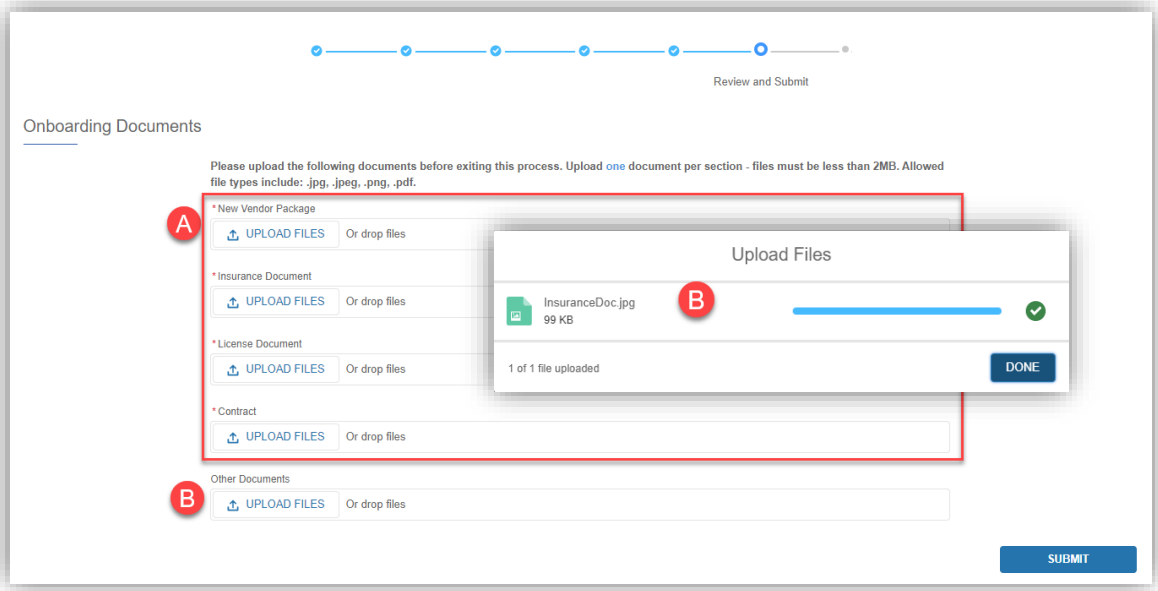 Review and Submit
Onboarding Documents
Please upload the following documents before exiting this process. Upload one document per section - files must be less than 2MB. Allowed
file types include: .jpg, .jpeg, .png, .pdf.
A
*New Vendor Package
UPLOAD FILES Or drop files
*Insurance Document
UPLOAD FILES Or drop files
*License Document
UPLOAD FILES Or drop files
*Contract
UPLOAD FILES Or drop files
Upload Files
InsuranceDoc.jpg
99 KB
B
1 of 1 file uploaded
DONE
Other Documents
B
UPLOAD FILES Or drop files
SUBMIT